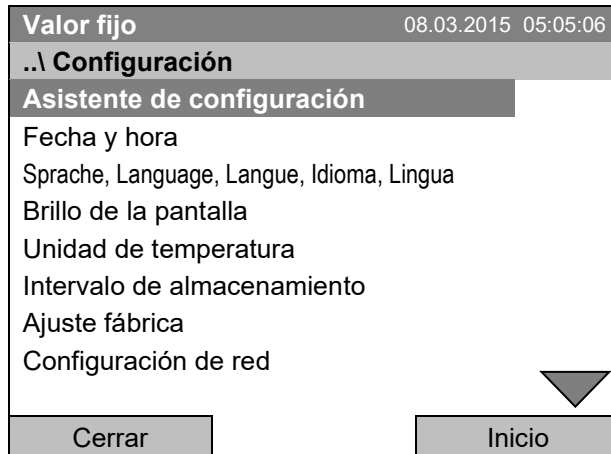 Valor fijo 08.03.2015 05:05:06
..\ Configuración
Asistente de configuración
Fecha y hora
Sprache, Language, Langue, Idioma, Lingua
Brillo de la pantalla
Unidad de temperatura
Intervalo de almacenamiento
Ajuste fábrica
Configuración de red
Cerrar Inicio